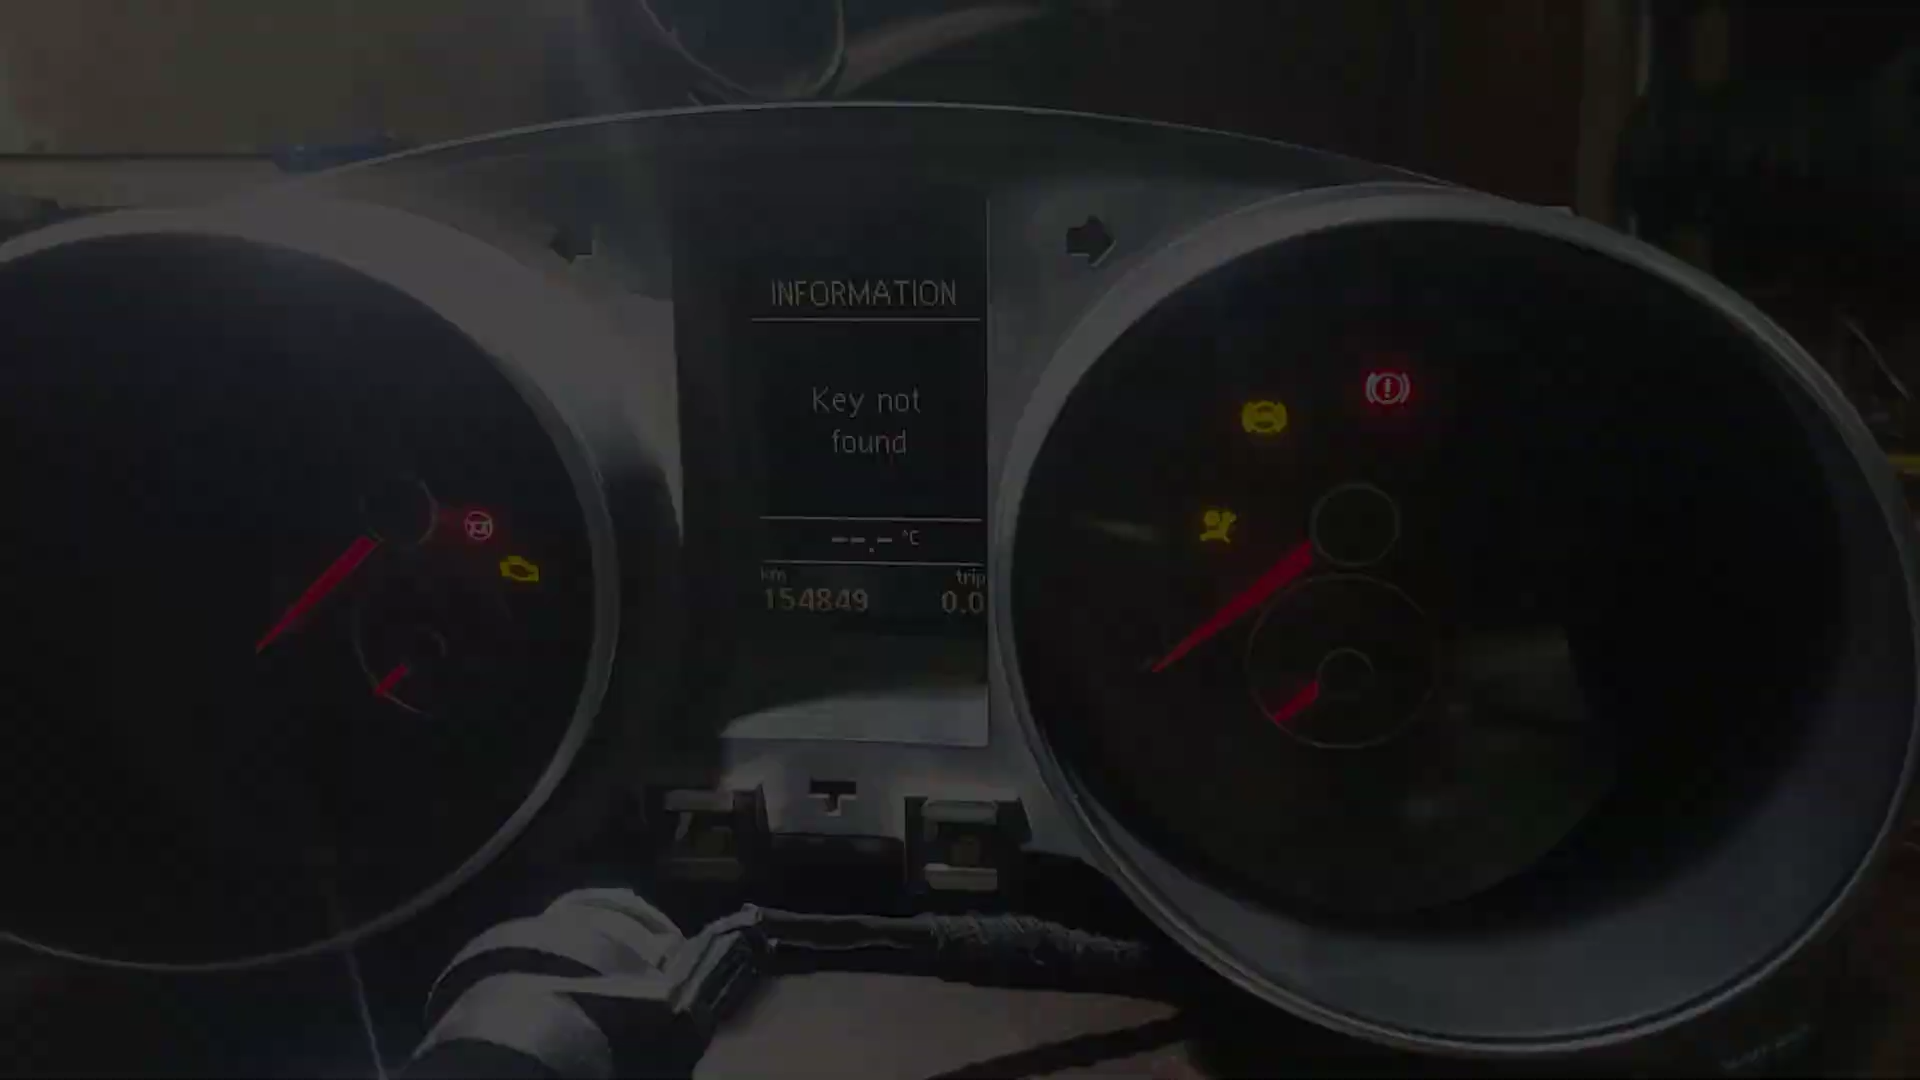 INFORMATION
Key not
found
--.- °C
km trip
154849 0.0